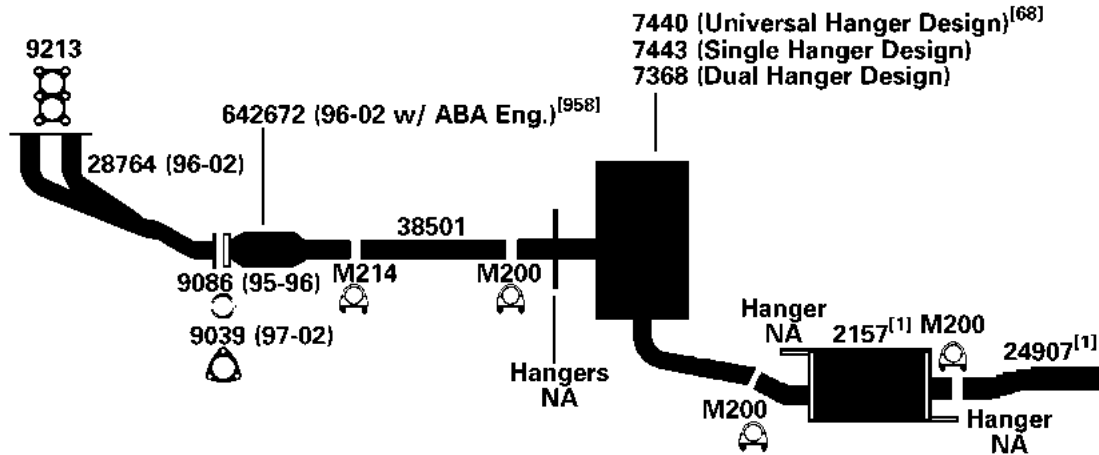 7440 (Universal Hanger Design)[68]
7443 (Single Hanger Design)
7368 (Dual Hanger Design)
9213
642672 (96-02 w/ ABA Eng.)[958]
28764 (96-02)
38501
9086 (95-96)
M214
M200
9039 (97-02)
Hangers
NA
Hanger
NA
2157[1]
M200
24907[1]
M200
Hanger
NA